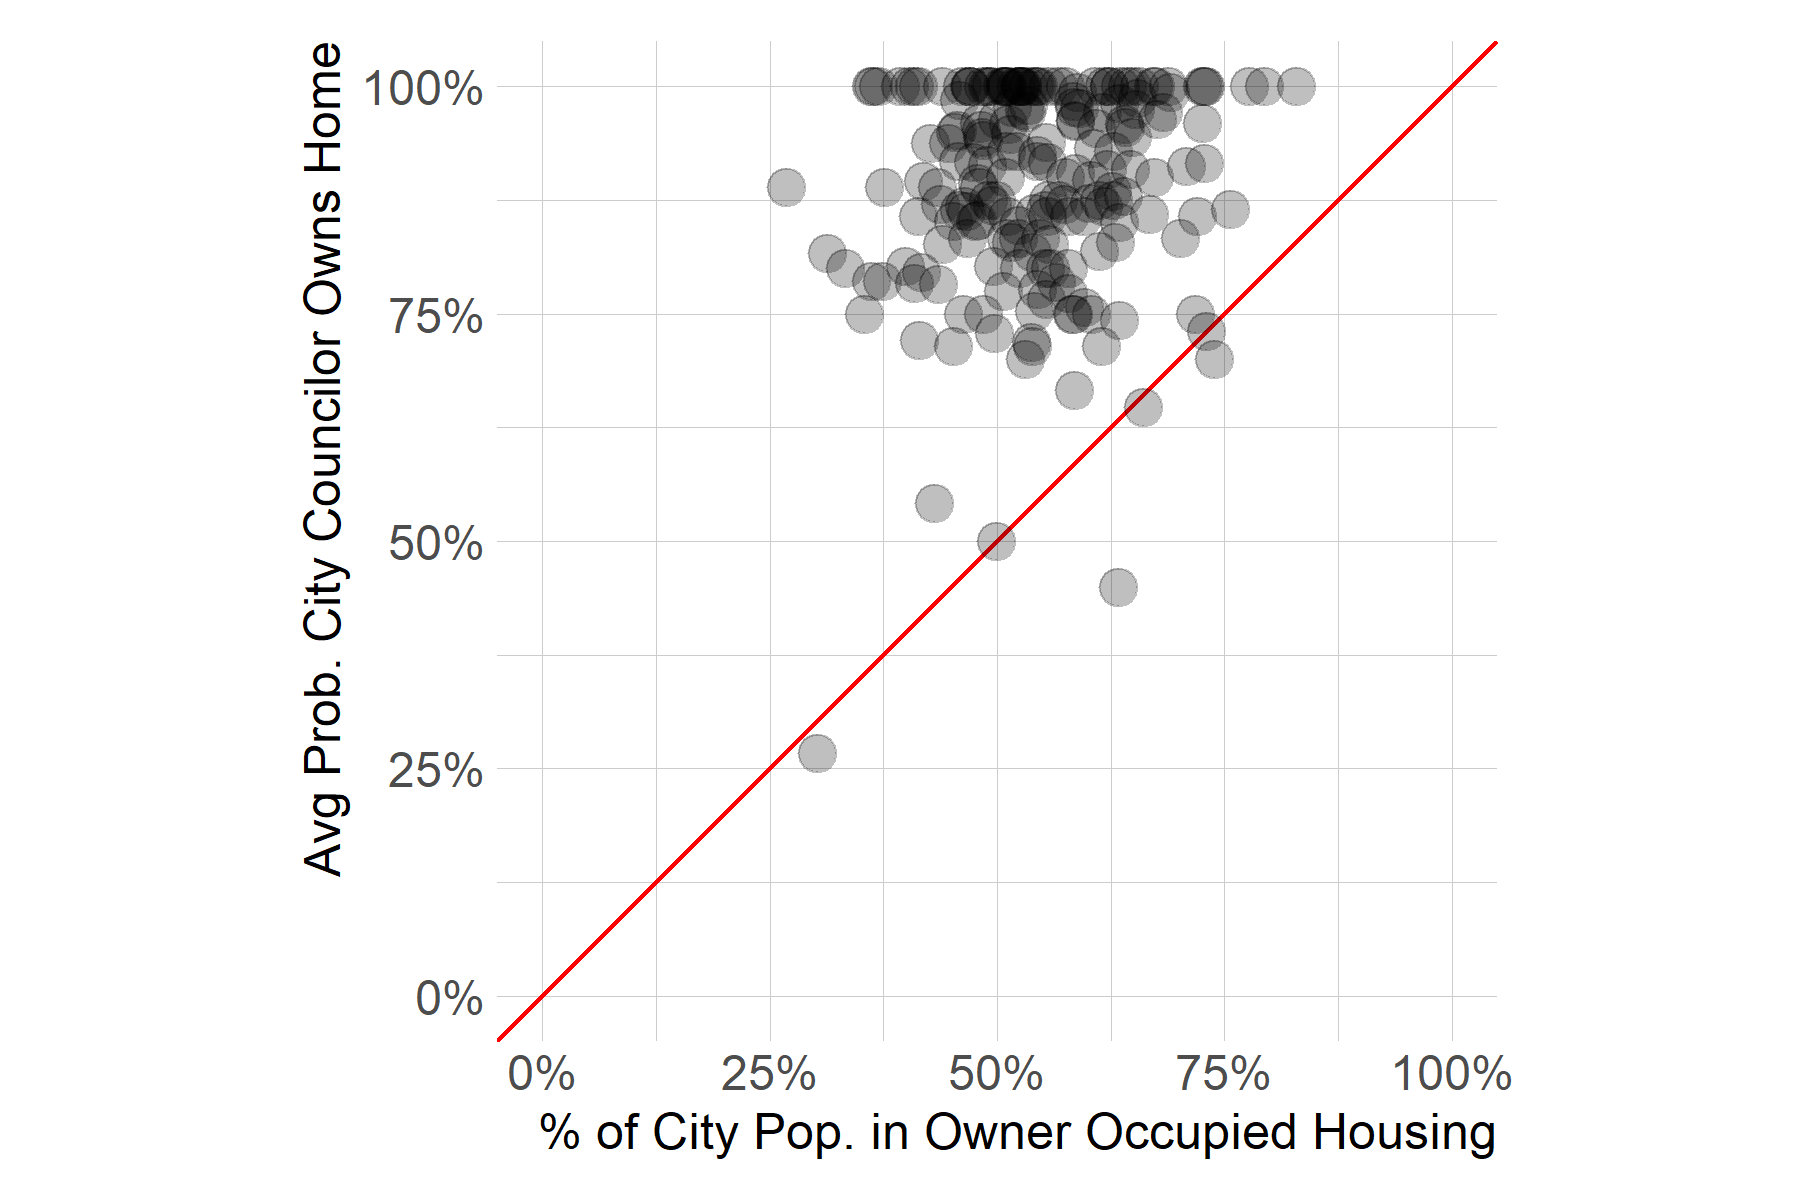 Avg Prob. City Councilor Owns Home
100%
75%
50%
25%
0%
0% 25% 50% 75% 100%
% of City Pop. in Owner Occupied Housing